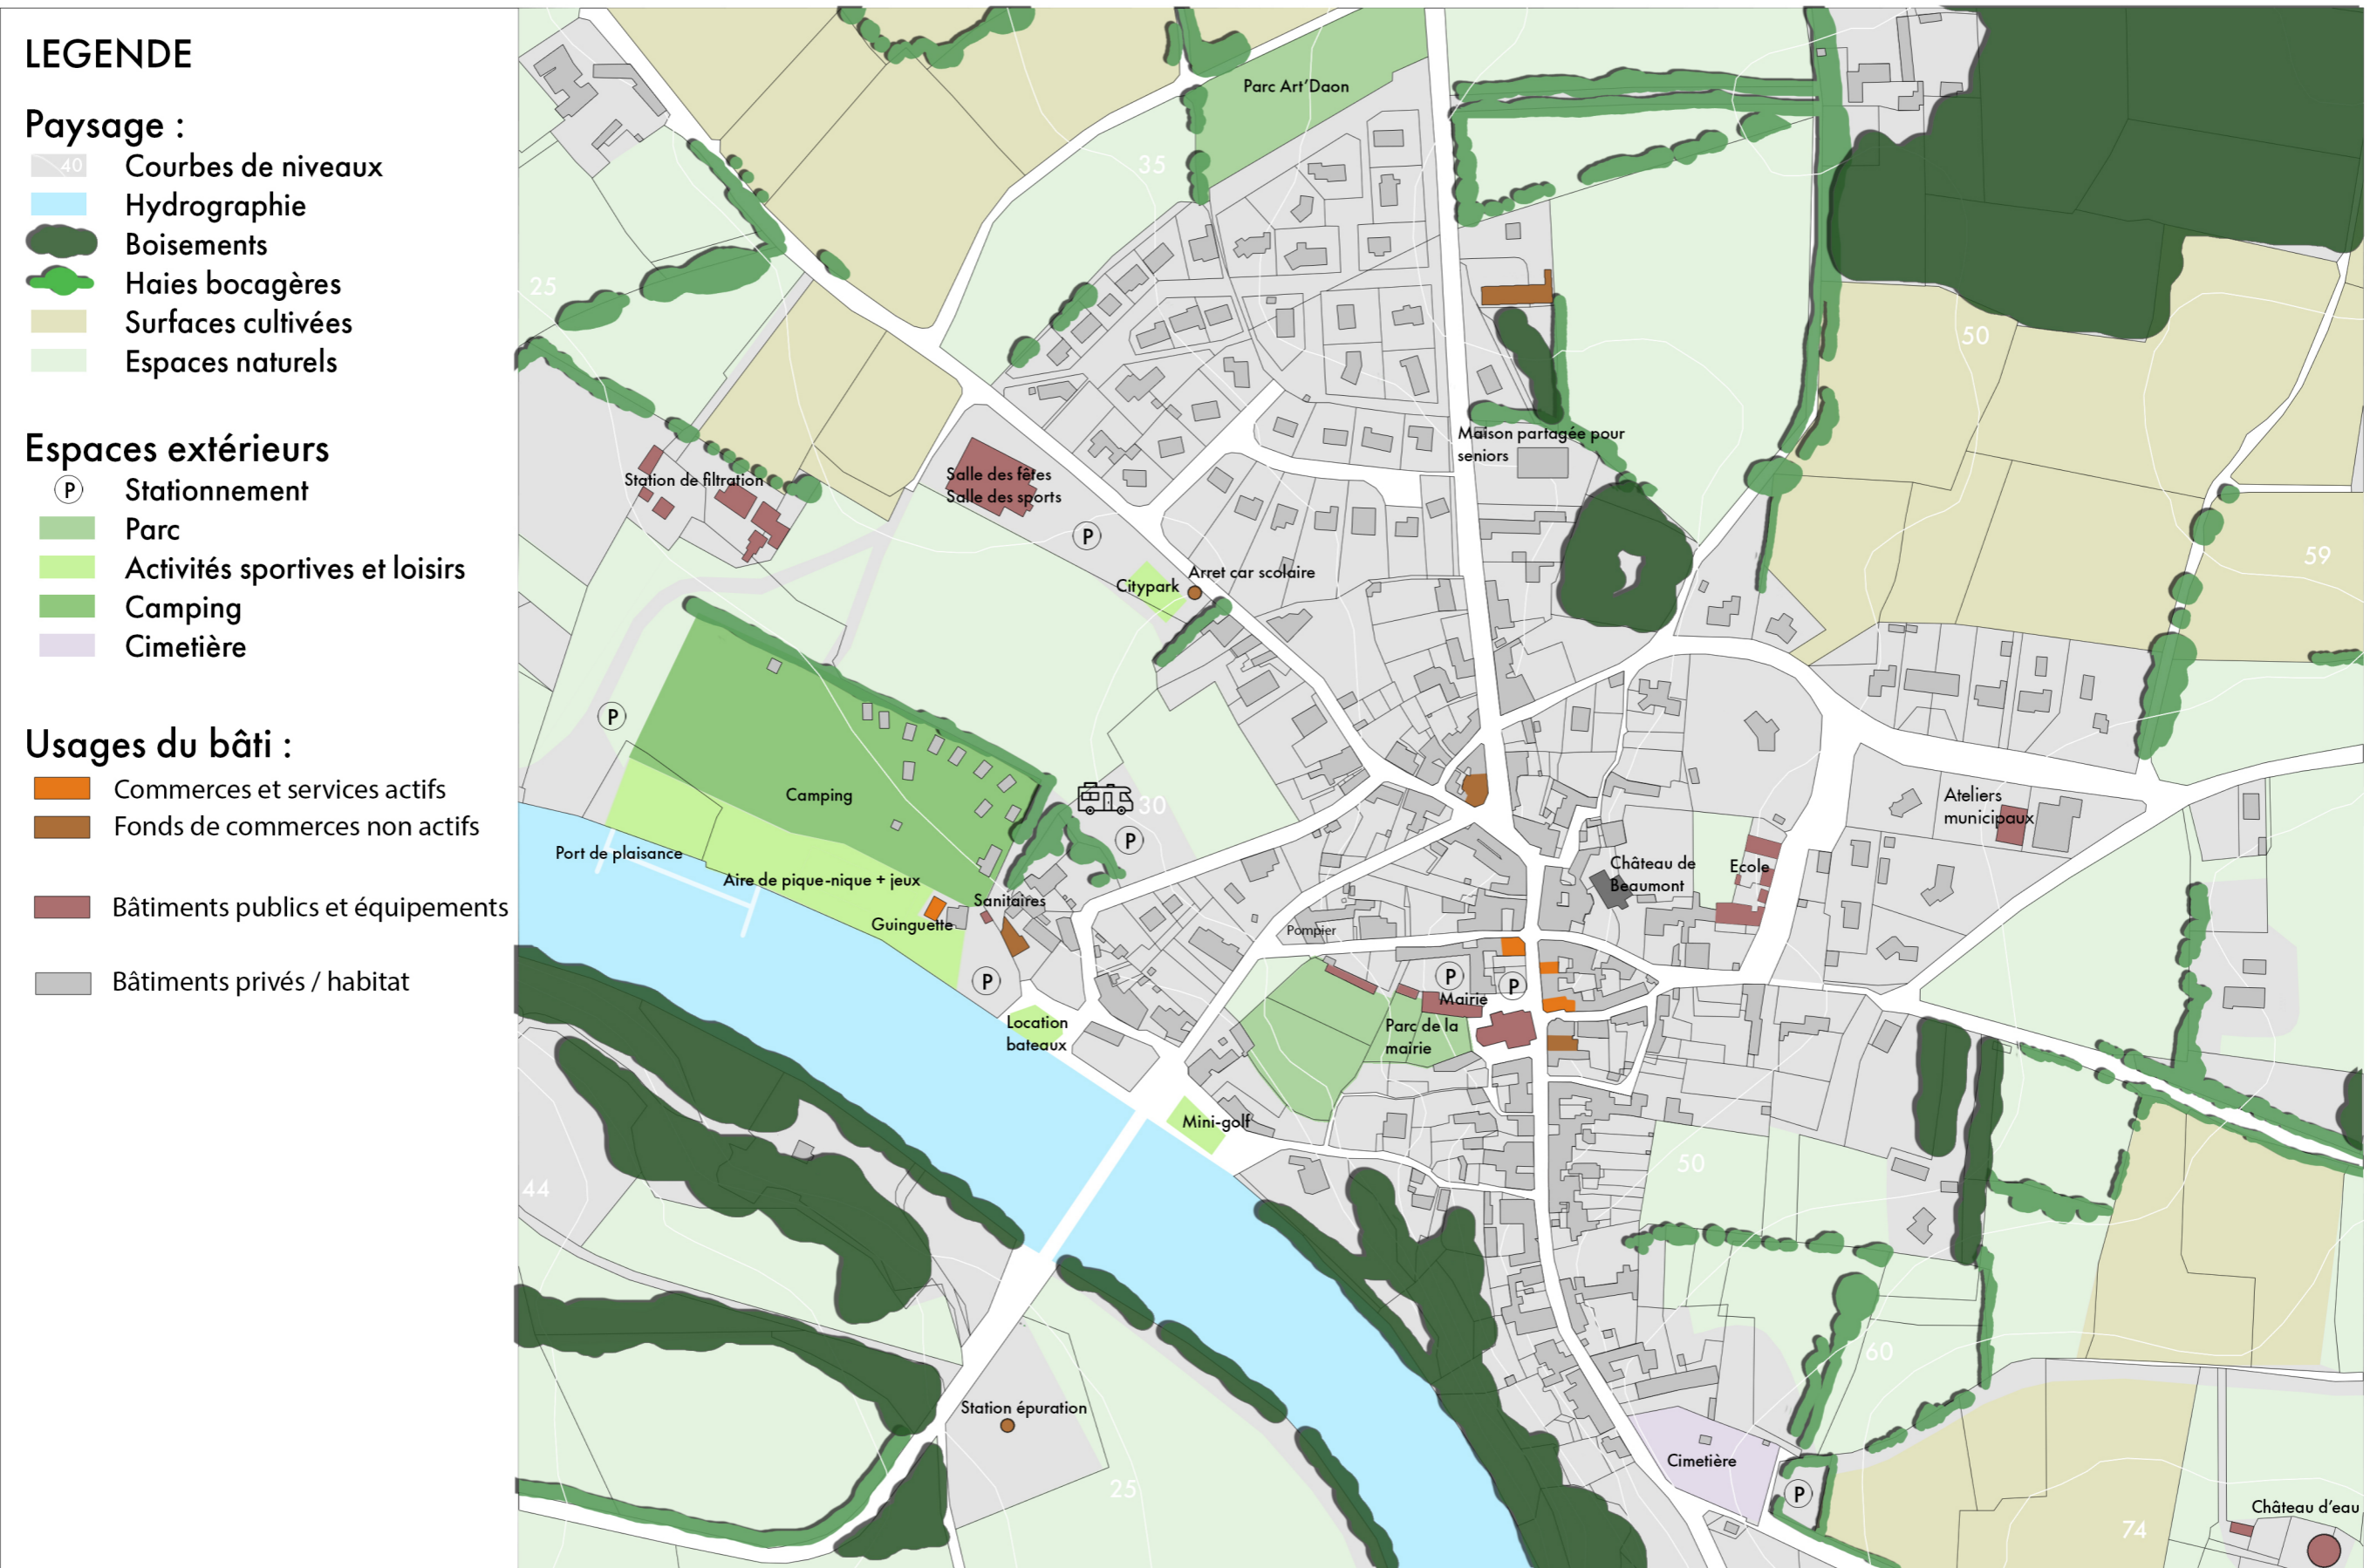 LEGENDE
Paysage :
40
Courbes de niveaux
Hydrographie
Boisements
Haies bocagères
Surfaces cultivées
Espaces naturels
Espaces extérieurs
P
Stationnement
Parc
Activités sportives et loisirs
Camping
Cimetière
Usages du bâti :
Commerces et services actifs
Fonds de commerces non actifs
Bâtiments publics et équipements
Bâtiments privés / habitat
Parc Art'Daon
35
25
50
Maison partagée pour
seniors
Station de filtration
Salle des fêtes
Salle des sports
P
59
Arret car scolaire
Citypark
P
Camping
30
P
Ateliers
municipaux
Port de plaisance
Aire de pique-nique + jeux
Château de
Beaumont
Ecole
Sanitaires
Guinguette
Pompier
P
P
P
Mairie
Location
bateaux
Parc de la
mairie
Mini-golf
50
44
60
Station épuration
Cimetière
25
P
Château d'eau
74